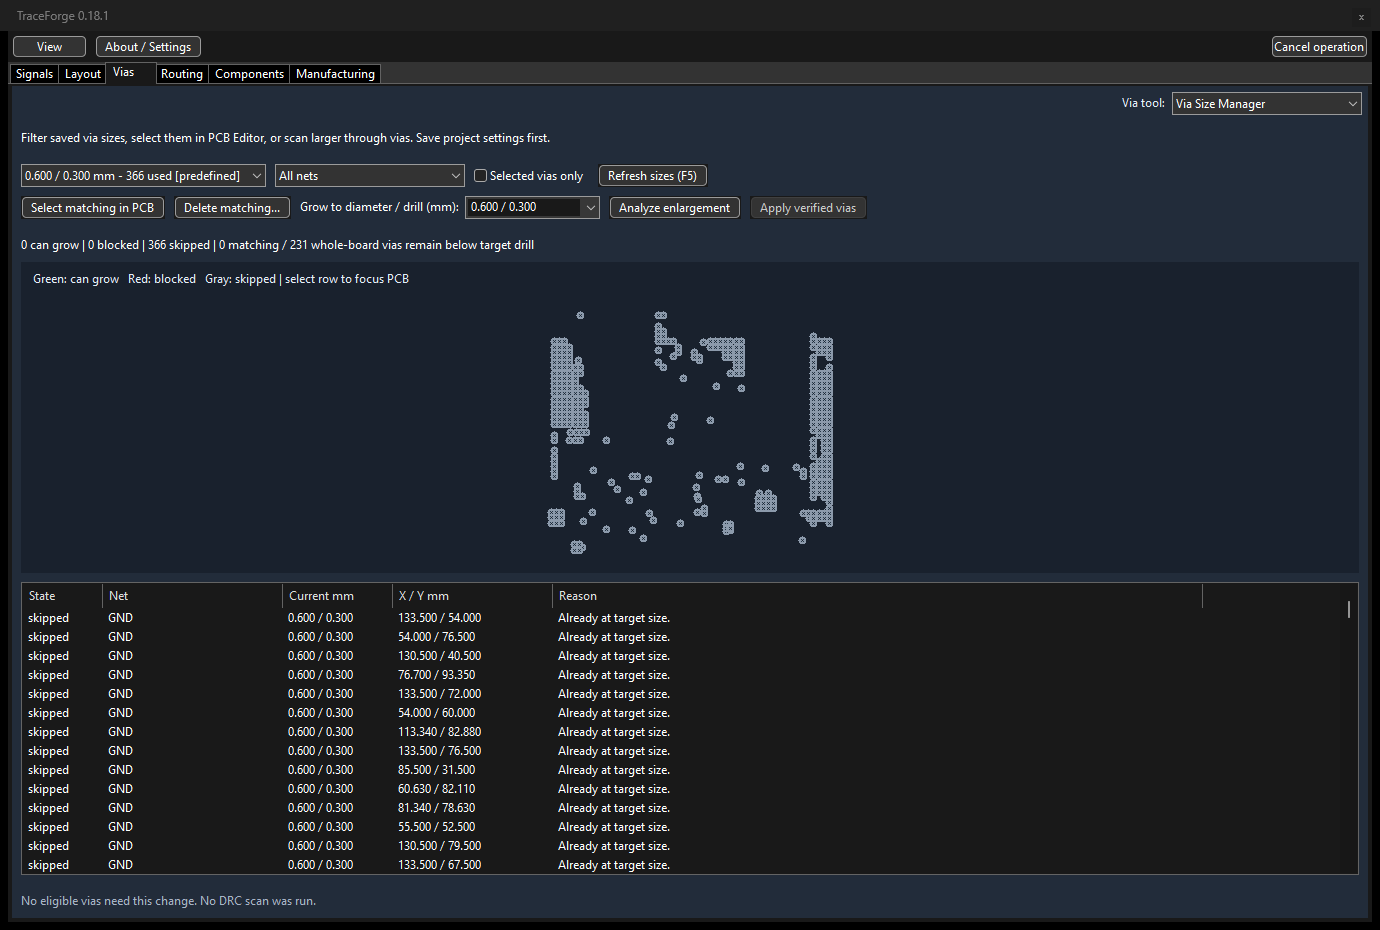 TraceForge 0.18.1
x
View About / Settings Cancel operation
Signals Layout Vias Routing Components Manufacturing
Via tool: Via Size Manager
Filter saved via sizes, select them in PCB Editor, or scan larger through vias. Save project settings first.
0.600 / 0.300 mm - 366 used [predefined] All nets Selected vias only Refresh sizes (F5)
Select matching in PCB Delete matching... Grow to diameter / drill (mm): 0.600 / 0.300 Analyze enlargement Apply verified vias
0 can grow | 0 blocked | 366 skipped | 0 matching / 231 whole-board vias remain below target drill
Green: can grow Red: blocked Gray: skipped | select row to focus PCB
State Net Current mm X / Y mm Reason
skipped GND 0.600 / 0.300 133.500 / 54.000 Already at target size.
skipped GND 0.600 / 0.300 54.000 / 76.500 Already at target size.
skipped GND 0.600 / 0.300 130.500 / 40.500 Already at target size.
skipped GND 0.600 / 0.300 76.700 / 93.350 Already at target size.
skipped GND 0.600 / 0.300 133.500 / 72.000 Already at target size.
skipped GND 0.600 / 0.300 54.000 / 60.000 Already at target size.
skipped GND 0.600 / 0.300 113.340 / 82.880 Already at target size.
skipped GND 0.600 / 0.300 133.500 / 76.500 Already at target size.
skipped GND 0.600 / 0.300 85.500 / 31.500 Already at target size.
skipped GND 0.600 / 0.300 60.630 / 82.110 Already at target size.
skipped GND 0.600 / 0.300 81.340 / 78.630 Already at target size.
skipped GND 0.600 / 0.300 55.500 / 52.500 Already at target size.
skipped GND 0.600 / 0.300 130.500 / 79.500 Already at target size.
skipped GND 0.600 / 0.300 133.500 / 67.500 Already at target size.
No eligible vias need this change. No DRC scan was run.